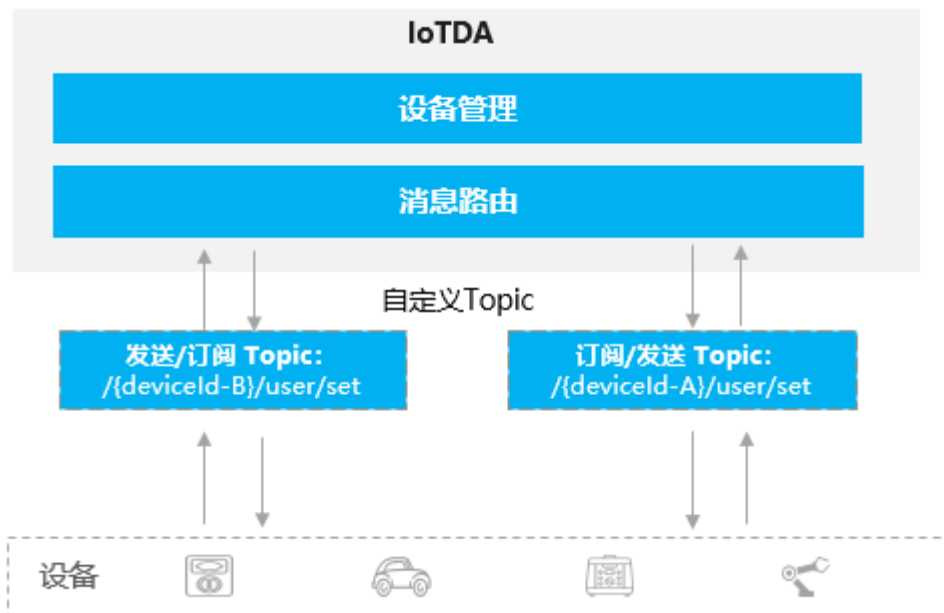 IoTDA
设备管理
消息路由
自定义Topic
发送/订阅 Topic:
/{deviceId-B}/user/set
订阅/发送 Topic:
/{deviceId-A}/user/set
设备